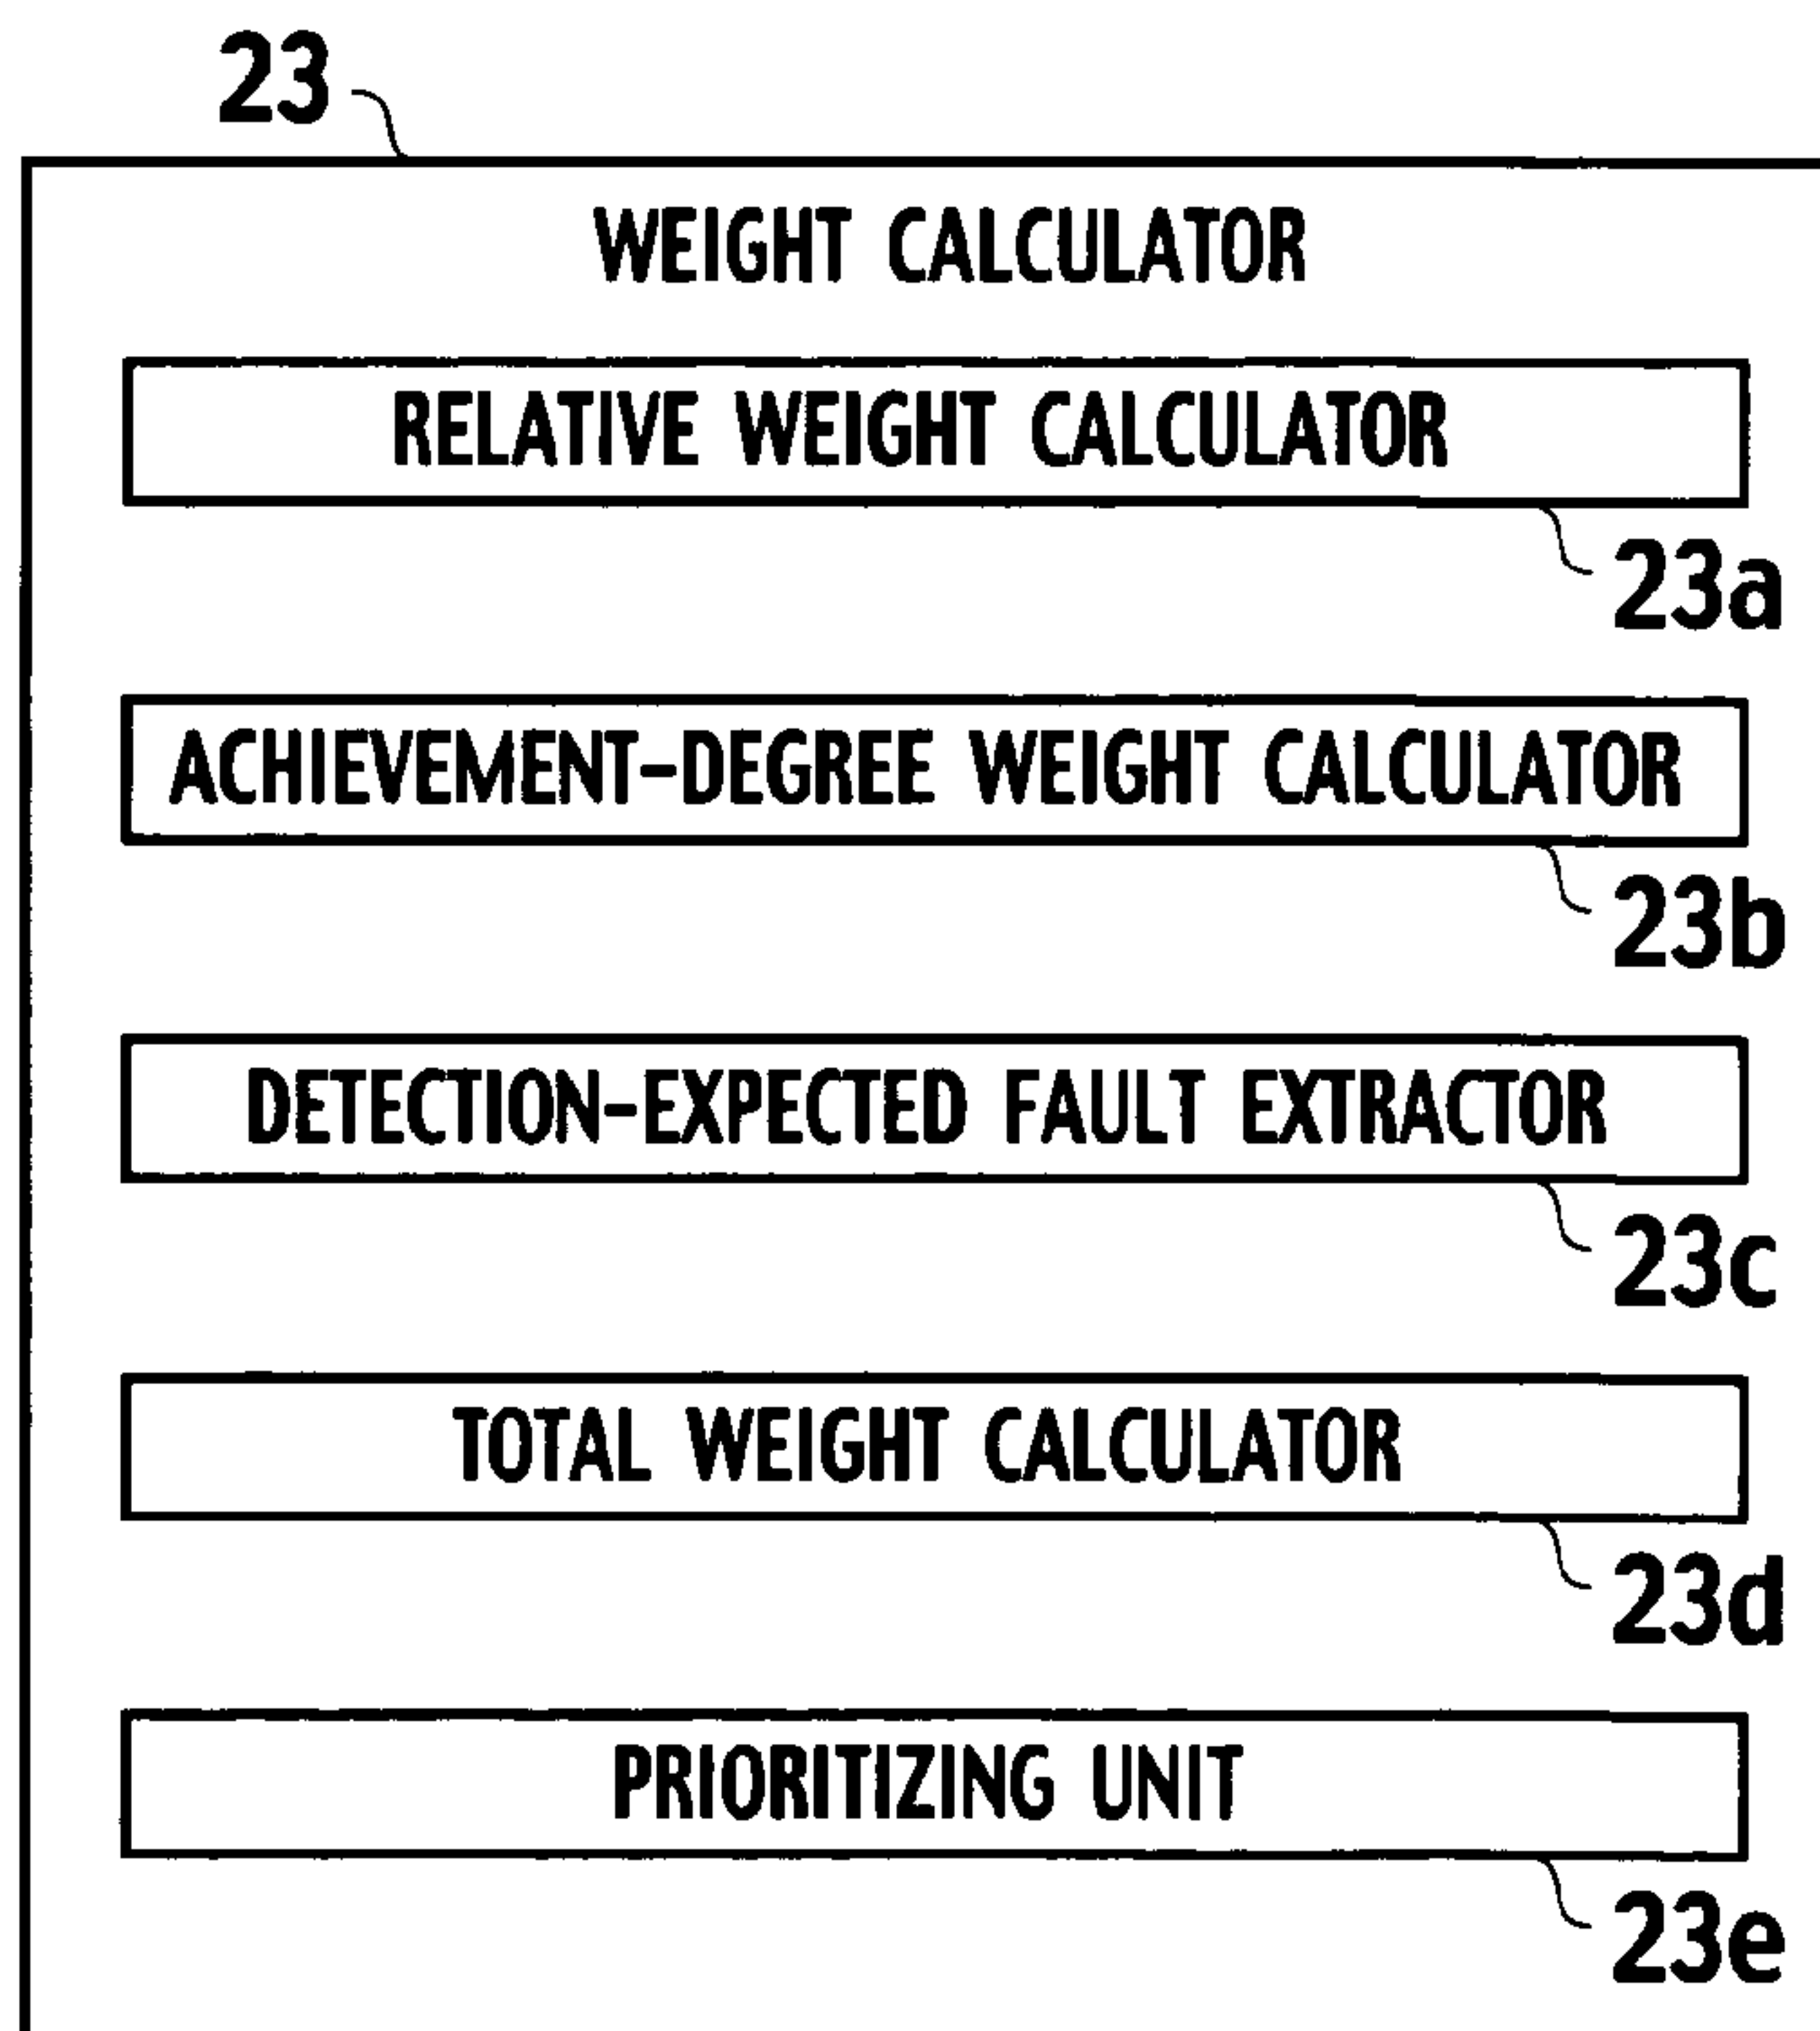 23
WEIGHT CALCULATOR
RELATIVE WEIGHT CALCULATOR
23a
ACHIEVEMENT-DEGREE WEIGHT CALCULATOR
23b
DETECTION-EXPECTED FAULT EXTRACTOR
23c
TOTAL WEIGHT CALCULATOR
23d
PRIORITIZING UNIT
23e